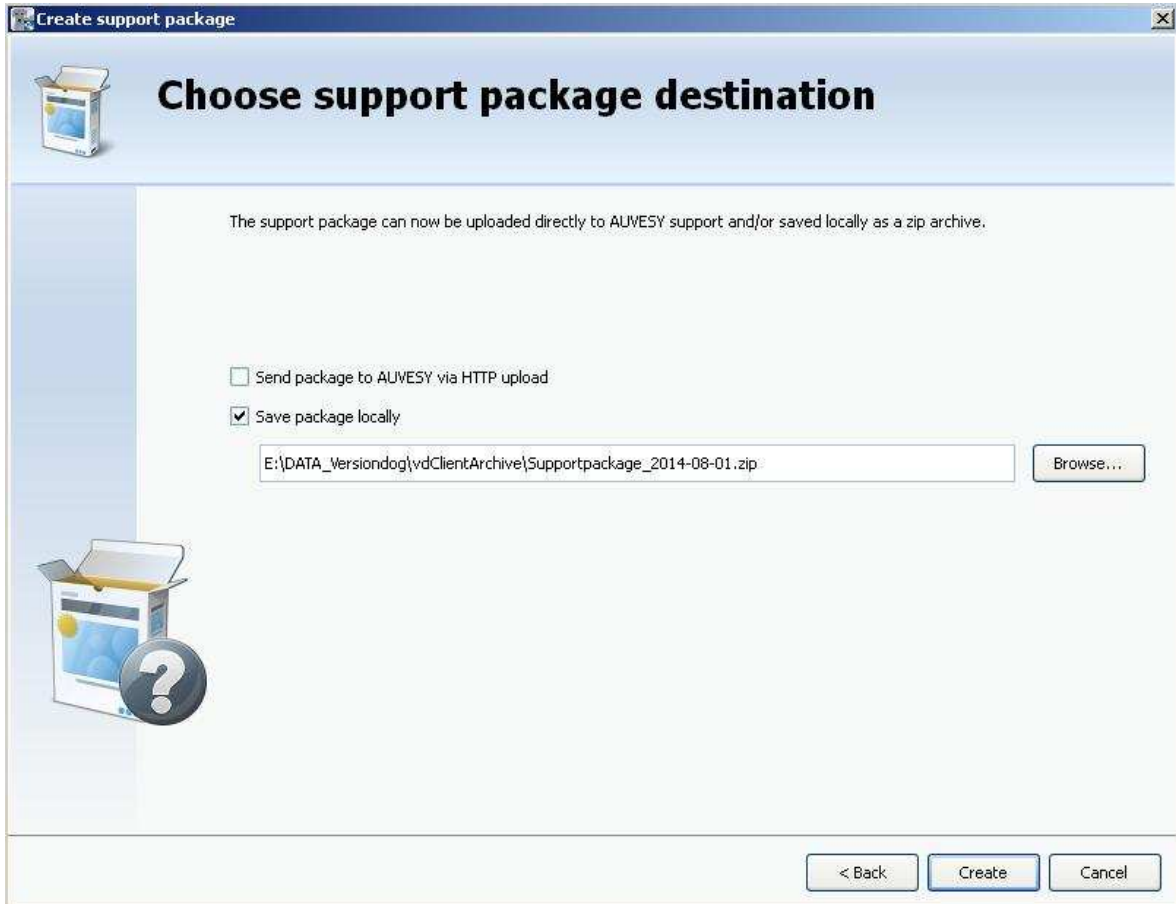 Create support package
Choose support package destination
The support package can now be uploaded directly to AUVESY support and/or saved locally as a zip archive.
Send package to AUVESY via HTTP upload
Save package locally
E:\DATA_Versiondog\vdClientArchive\Supportpackage_2014-08-01.zip
Browse...
?
< Back
Create
Cancel